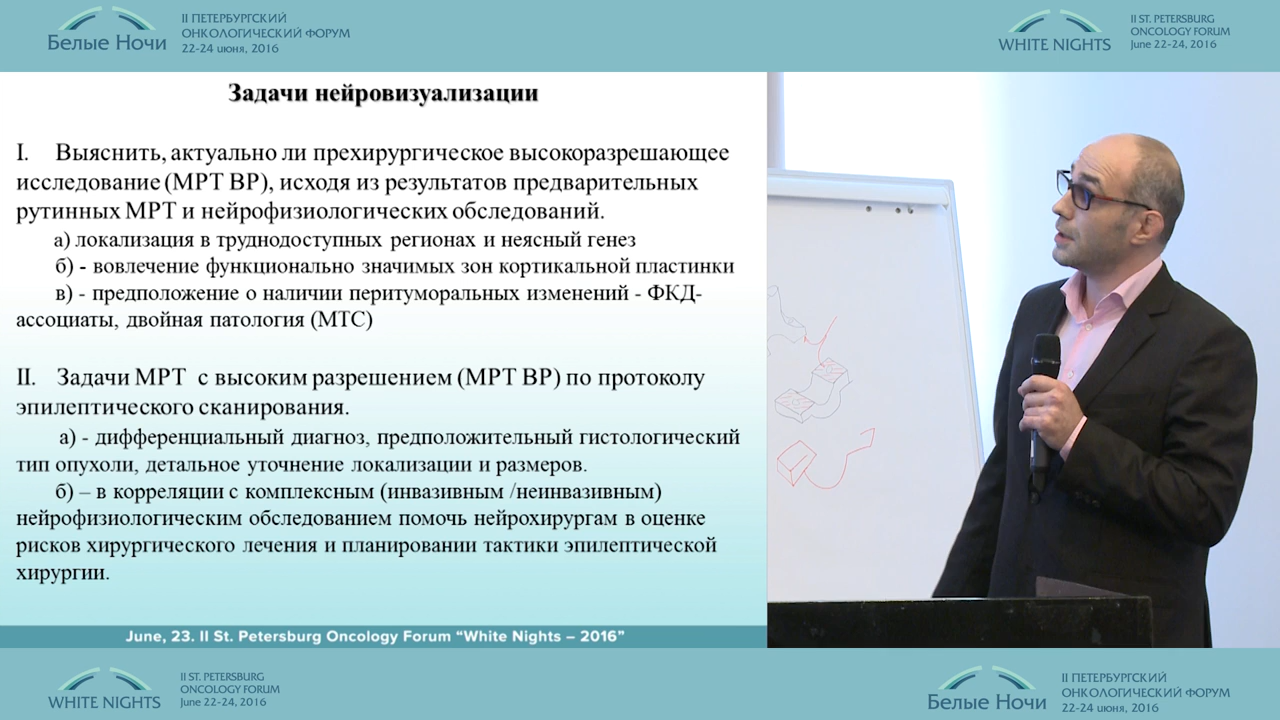 Белые Ночи
II ПЕТЕРБУРГСКИЙ
ОНКОЛОГИЧЕСКИЙ ФОРУМ
22-24 июня, 2016
WHITE NIGHTS
II ST. PETERSBURG
ONCOLOGY FORUM
June 22-24, 2016
Задачи нейровизуализации
I. Выяснить, актуально ли прехирургическое высокоразрешающее
исследование (МРТ ВР), исходя из результатов предварительных
рутинных МРТ и нейрофизиологических обследований.
а) локализация в труднодоступных регионах и неясный генез
б) - вовлечение функционально значимых зон кортикальной пластинки
в) - предположение о наличии перитуморальных изменений - ФКД-
ассоциаты, двойная патология (МТС)
II. Задачи МРТ с высоким разрешением (МРТ ВР) по протоколу
эпилептического сканирования.
а) - дифференциальный диагноз, предположительный гистологический
тип опухоли, детальное уточнение локализации и размеров.
б) – в корреляции с комплексным (инвазивным /неинвазивным)
нейрофизиологическим обследованием помочь нейрохирургам в оценке
рисков хирургического лечения и планировании тактики эпилептической
хирургии.
June, 23. II St. Petersburg Oncology Forum “White Nights – 2016”
WHITE NIGHTS
II ST. PETERSBURG
ONCOLOGY FORUM
June 22-24, 2016
Белые Ночи
II ПЕТЕРБУРГСКИЙ
ОНКОЛОГИЧЕСКИЙ ФОРУМ
22-24 июня, 2016